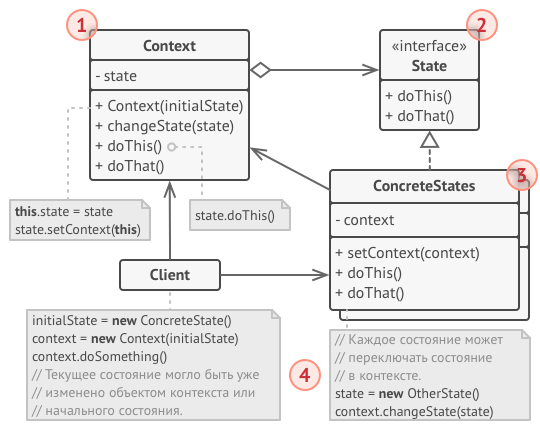 1
Context
- state
+ Context(initialState)
+ changeState(state)
+ doThis()
+ doThat()
2
«interface»
State
+ doThis()
+ doThat()
this.state = state
state.setContext(this)
state.doThis()
3
ConcreteStates
- context
+ setContext(context)
+ doThis()
+ doThat()
Client
initialState = new ConcreteState()
context = new Context(initialState)
context.doSomething()
// Текущее состояние могло быть уже
// изменено объектом контекста или
// начального состояния.
4
// Каждое состояние может
// переключать состояние
// в контексте.
state = new OtherState()
context.changeState(state)